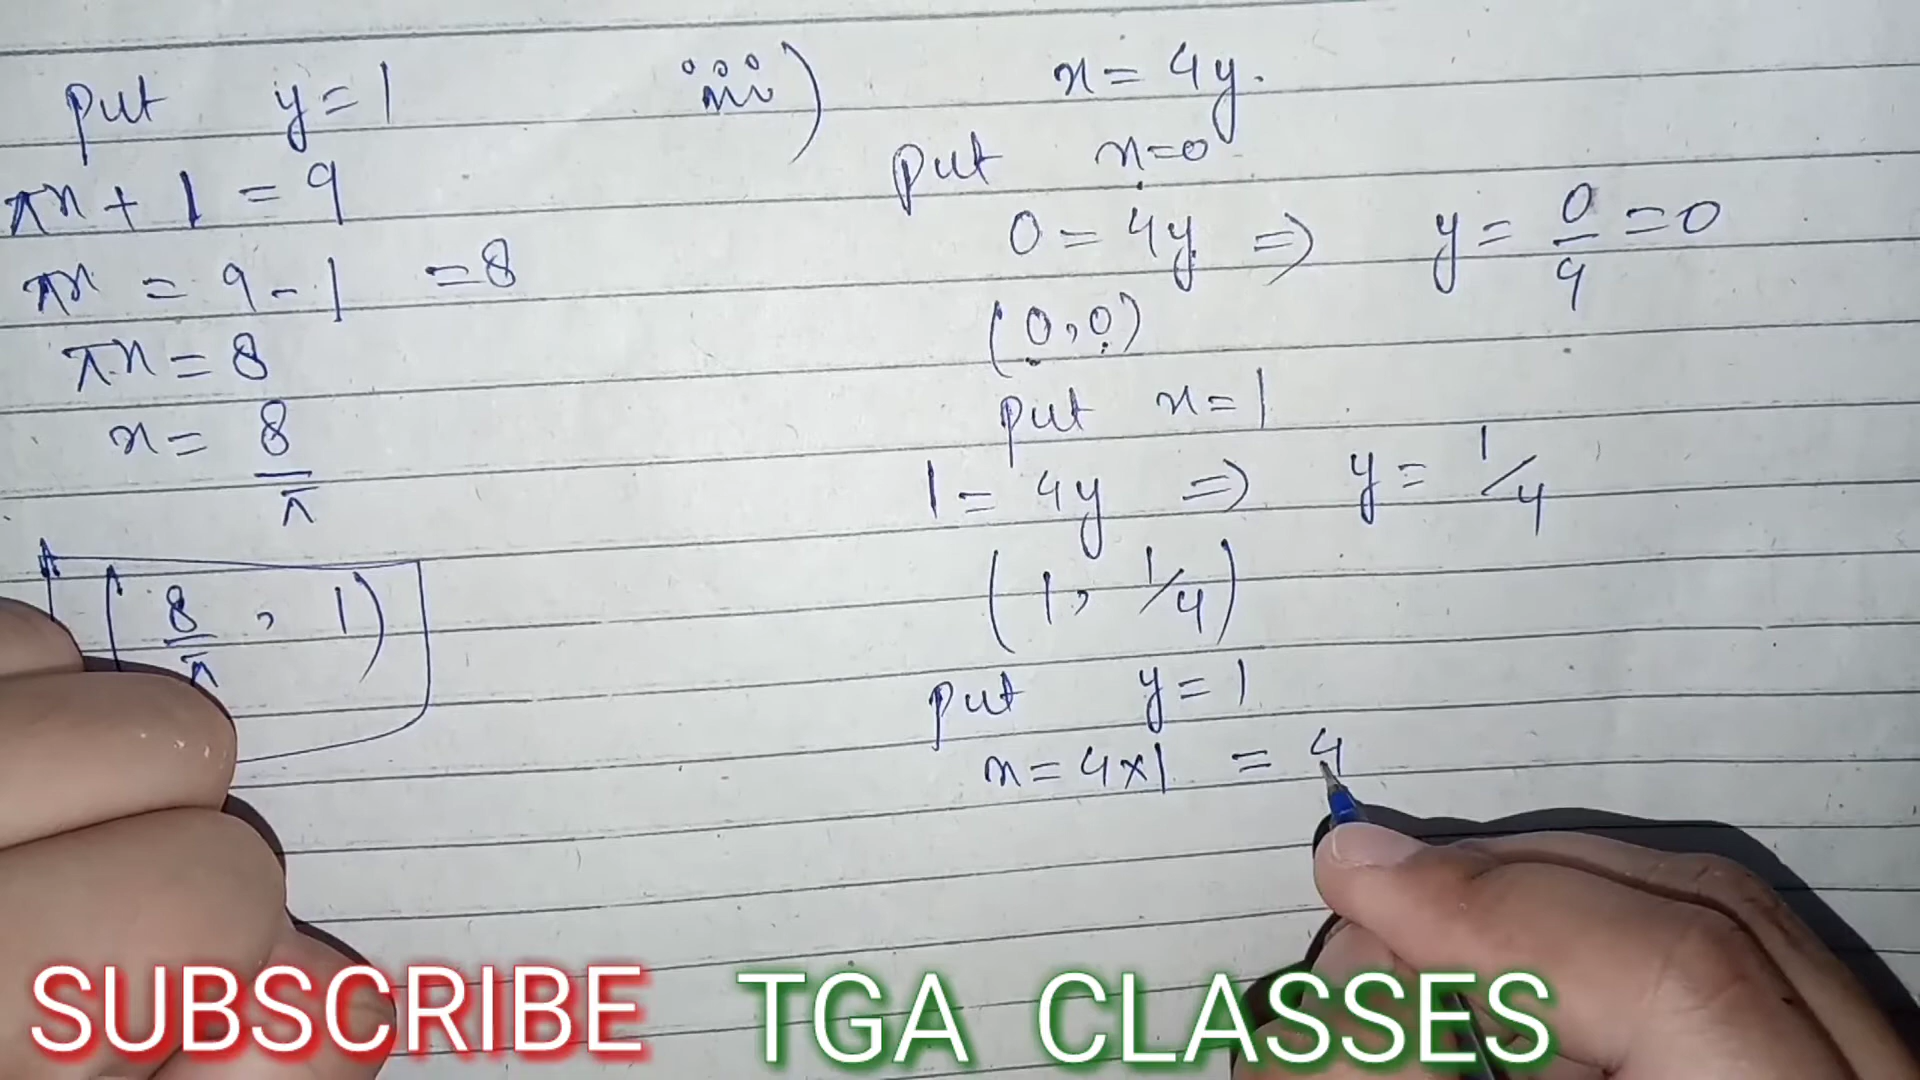 put y = 1
πx + 1 = 9
πx = 9 - 1 = 8
πx = 8
x = 8/π
(8/π, 1)
iii) x = 4y.
put x = 0
0 = 4y ⇒ y = 0/9 = 0
(0, 0)
put x = 1
1 = 4y ⇒ y = 1/4
(1, 1/4)
put y = 1
x = 4×1 = 4
SUBSCRIBE TGA CLASSES